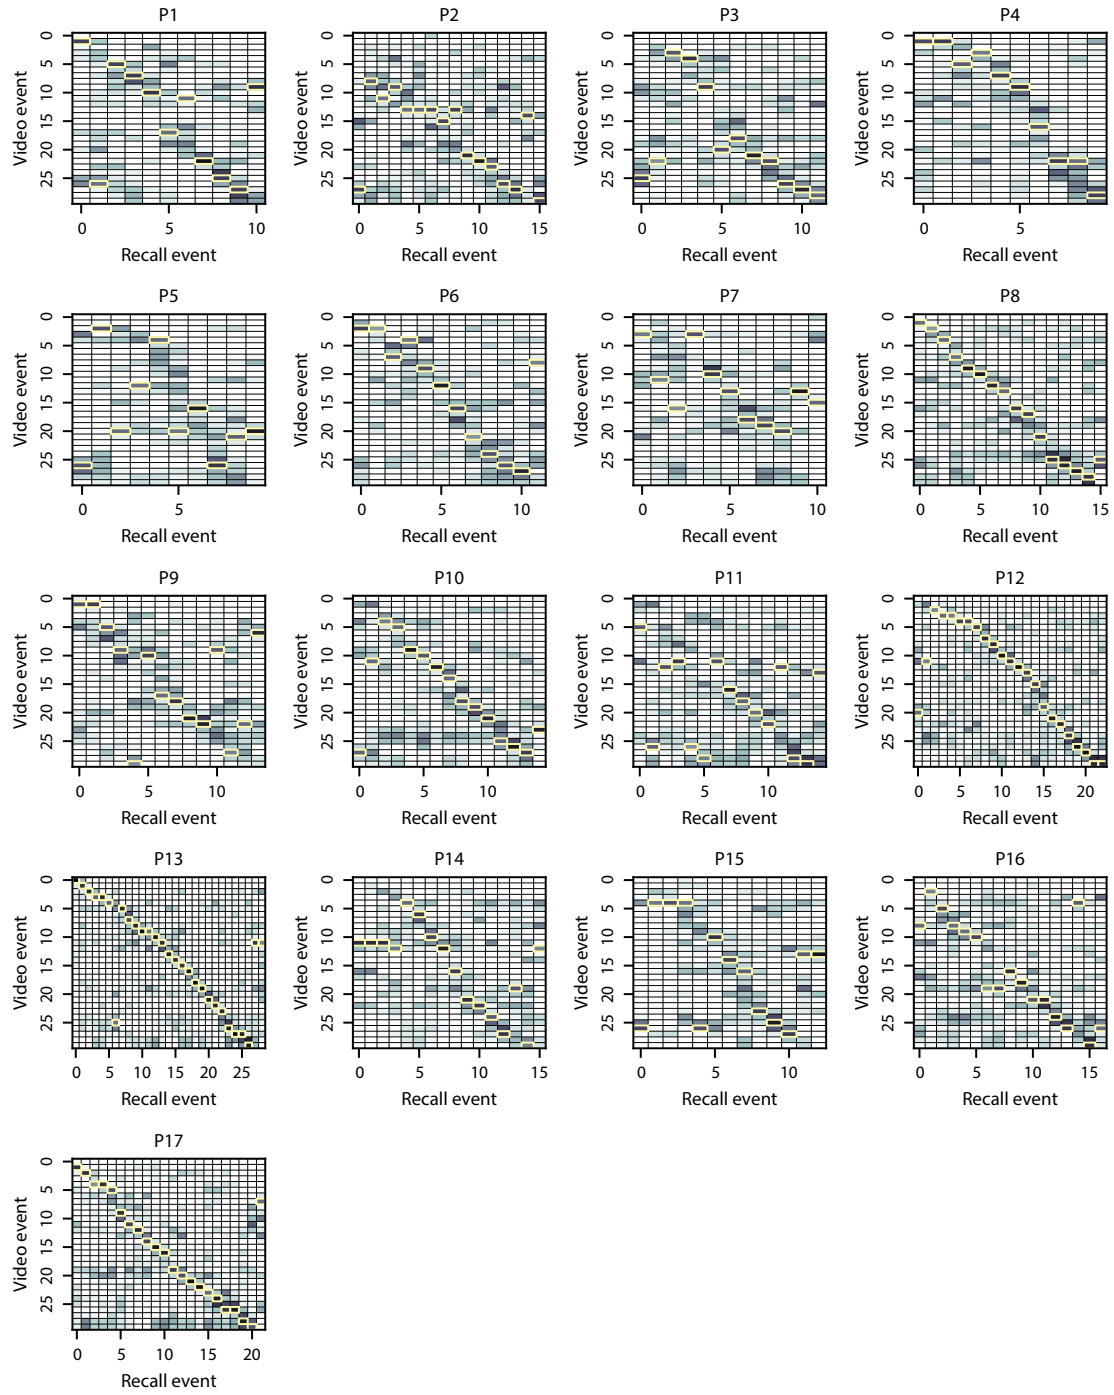 P1 P2 P3 P4
0 0 0 0
5 5 5 5
10 10 10 10
15 15 15 15
20 20 20 20
25 25 25 25
Video event Video event Video event Video event
0 5 10 0 5 10 15 0 5 10 0 5
Recall event Recall event Recall event Recall event
P5 P6 P7 P8
0 0 0 0
5 5 5 5
10 10 10 10
15 15 15 15
20 20 20 20
25 25 25 25
Video event Video event Video event Video event
0 5 0 5 10 0 5 10 0 5 10 15
Recall event Recall event Recall event Recall event
P9 P10 P11 P12
0 0 0 0
5 5 5 5
10 10 10 10
15 15 15 15
20 20 20 20
25 25 25 25
Video event Video event Video event Video event
0 5 10 0 5 10 0 5 10 0 5 10 15 20
Recall event Recall event Recall event Recall event
P13 P14 P15 P16
0 0 0 0
5 5 5 5
10 10 10 10
15 15 15 15
20 20 20 20
25 25 25 25
Video event Video event Video event Video event
0 5 10 15 20 25 0 5 10 15 0 5 10 0 5 10 15
Recall event Recall event Recall event Recall event
P17
0
5
10
15
20
25
Video event
0 5 10 15 20
Recall event